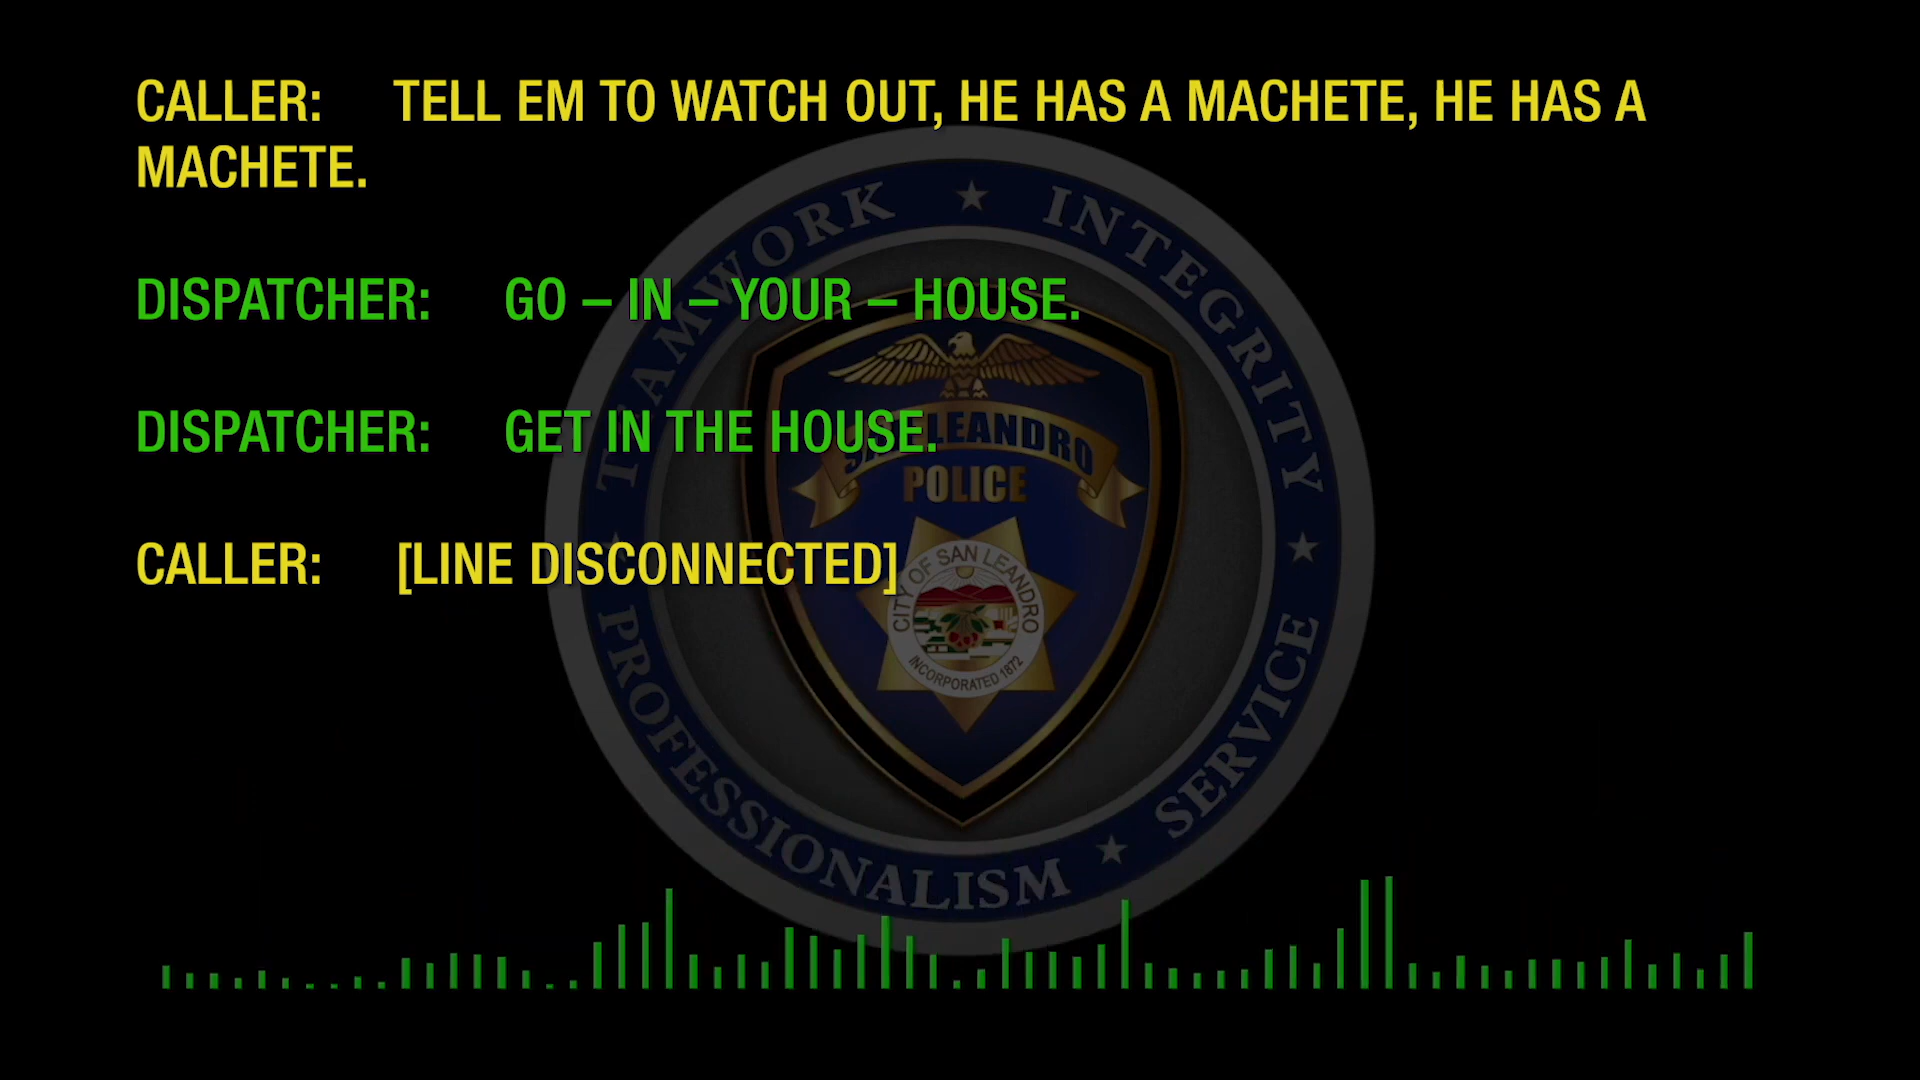 CALLER: TELL EM TO WATCH OUT, HE HAS A MACHETE, HE HAS A
MACHETE.
DISPATCHER: GO – IN – YOUR – HOUSE.
DISPATCHER: GET IN THE HOUSE.
CALLER: [LINE DISCONNECTED]
TEAMWORK ★ INTEGRITY ★ SERVICE ★ PROFESSIONALISM ★
SAN LEANDRO
POLICE
CITY OF SAN LEANDRO
INCORPORATED 1872